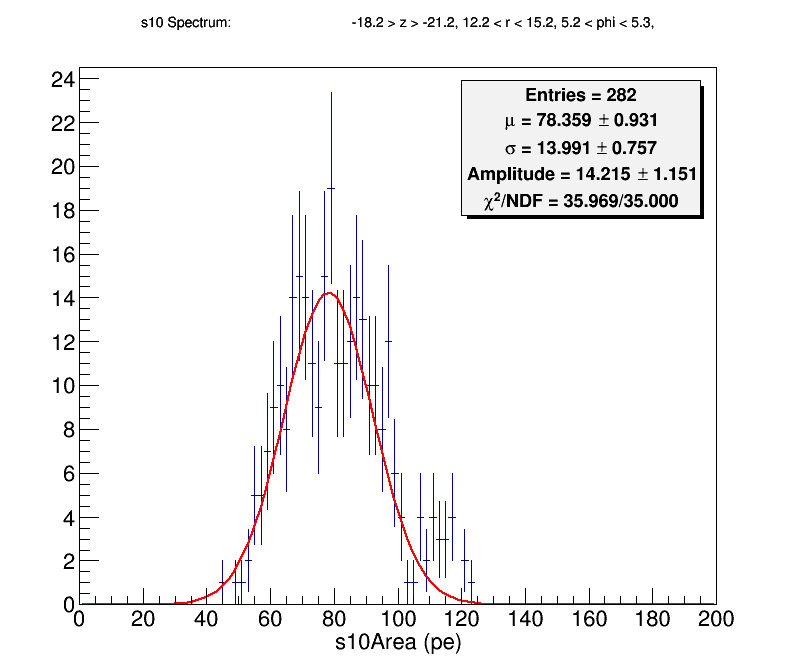 s10 Spectrum: -18.2 > z > -21.2, 12.2 < r < 15.2, 5.2 < phi < 5.3,
Entries = 282
μ = 78.359 ± 0.931
σ = 13.991 ± 0.757
Amplitude = 14.215 ± 1.151
χ²/NDF = 35.969/35.000
24
22
20
18
16
14
12
10
8
6
4
2
0
0 20 40 60 80 100 120 140 160 180 200
s10Area (pe)